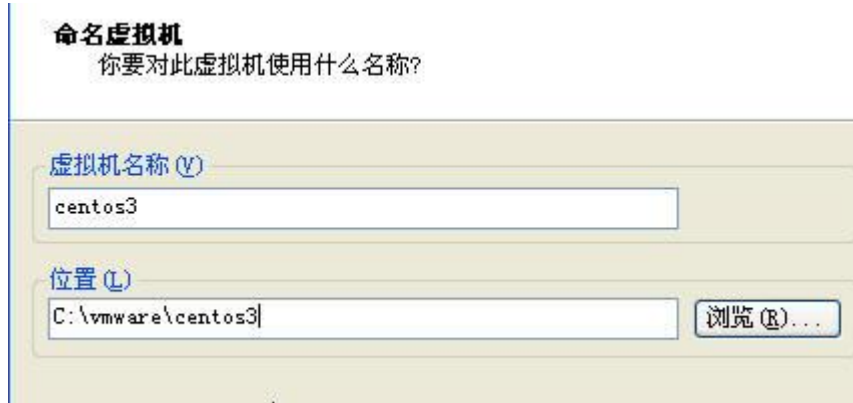 命名虚拟机
你要对此虚拟机使用什么名称?
虚拟机名称(V)
centos3
位置(L)
C:\vmware\centos3
浏览(R)...